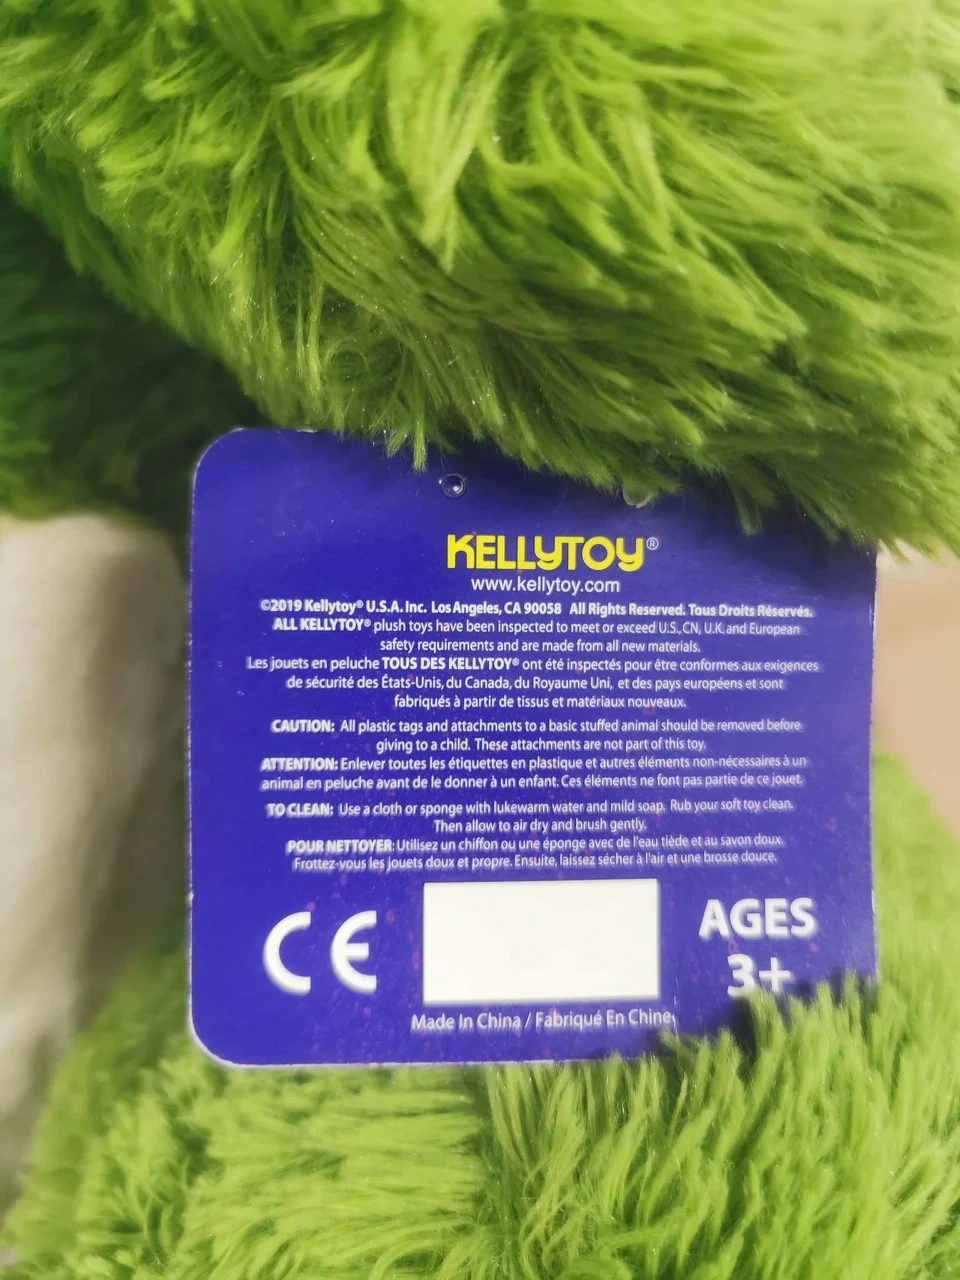 KELLYTOY®
www.kellytoy.com
©2019 Kellytoy® U.S.A. Inc. Los Angeles, CA 90058 All Rights Reserved. Tous Droits Réservés.
ALL KELLYTOY® plush toys have been inspected to meet or exceed U.S.,CN, U.K. and European
safety requirements and are made from all new materials.
Les jouets en peluche TOUS DES KELLYTOY® ont été inspectés pour être conformes aux exigences
de sécurité des États-Unis, du Canada, du Royaume Uni, et des pays européens et sont
fabriqués à partir de tissus et matériaux nouveaux.
CAUTION: All plastic tags and attachments to a basic stuffed animal should be removed before
giving to a child. These attachments are not part of this toy.
ATTENTION: Enlever toutes les étiquettes en plastique et autres éléments non-nécessaires à un
animal en peluche avant de le donner à un enfant. Ces éléments ne font pas partie de ce jouet.
TO CLEAN: Use a cloth or sponge with lukewarm water and mild soap. Rub your soft toy clean.
Then allow to air dry and brush gently.
POUR NETTOYER: Utilisez un chiffon ou une éponge avec de l'eau tiède et au savon doux.
Frottez-vous les jouets doux et propre. Ensuite, laissez sécher à l'air et une brosse douce.
CE
AGES
3+
Made In China / Fabriqué En Chine